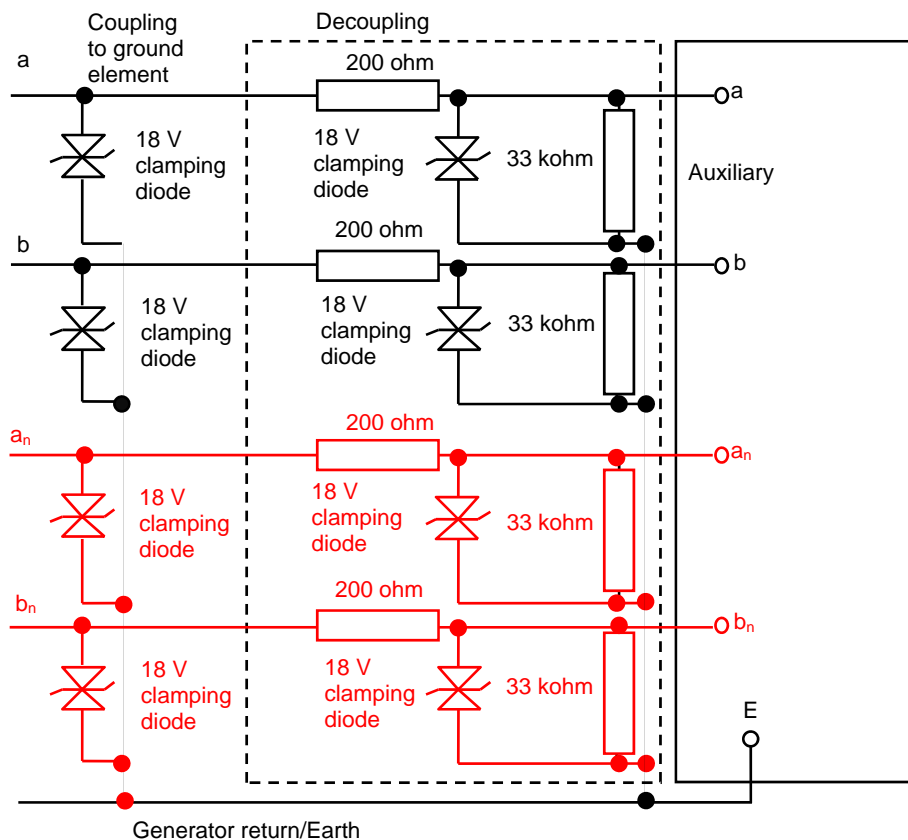 Coupling
to ground
element
Decoupling
a
200 ohm
a
18 V
clamping
diode
18 V
clamping
diode
33 kohm
Auxiliary
b
200 ohm
b
18 V
clamping
diode
18 V
clamping
diode
33 kohm
an
200 ohm
an
18 V
clamping
diode
18 V
clamping
diode
33 kohm
bn
200 ohm
bn
18 V
clamping
diode
18 V
clamping
diode
33 kohm
E
Generator return/Earth